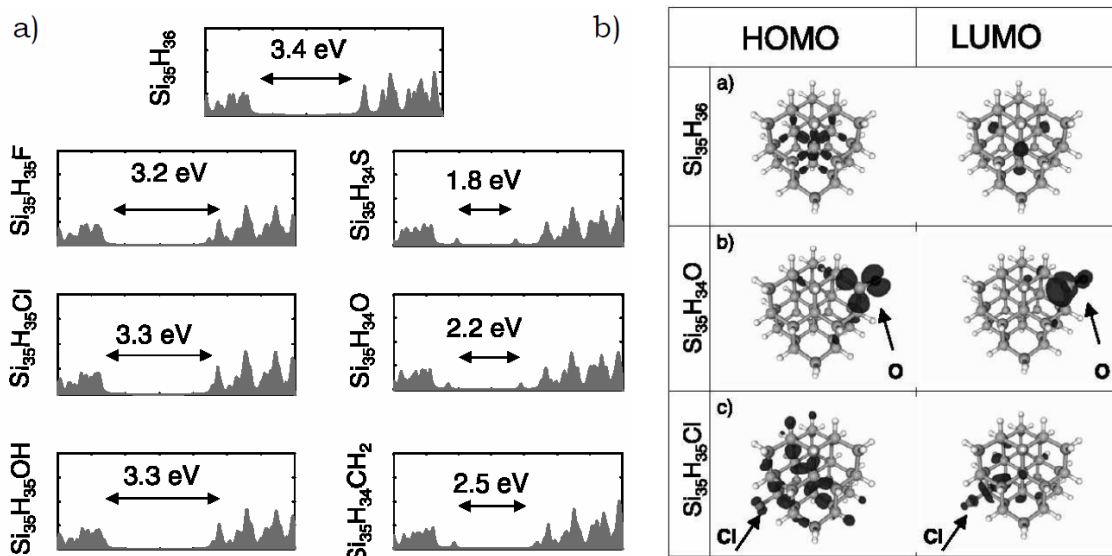 a)
Si₃₅H₃₆
3.4 eV
Si₃₅H₃₅F
3.2 eV
Si₃₄H₃₄S
1.8 eV
Si₃₅H₃₅Cl
3.3 eV
Si₃₅H₃₄O
2.2 eV
Si₃₅H₃₅OH
3.3 eV
Si₃₅H₃₄CH₂
2.5 eV
b)
HOMO
LUMO
Si₃₅H₃₆
a)
Si₃₅H₃₄O
b)
O
O
Si₃₅H₃₅Cl
c)
Cl
Cl